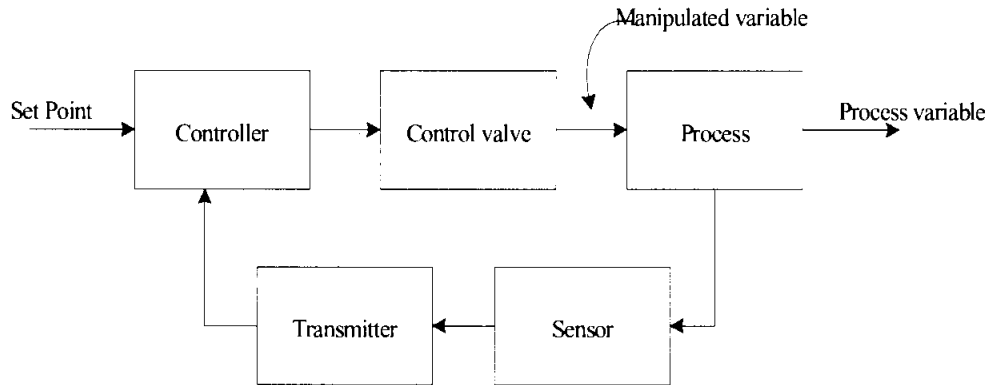 Manipulated variable
Set Point
Controller
Control valve
Process
Process variable
Transmitter
Sensor